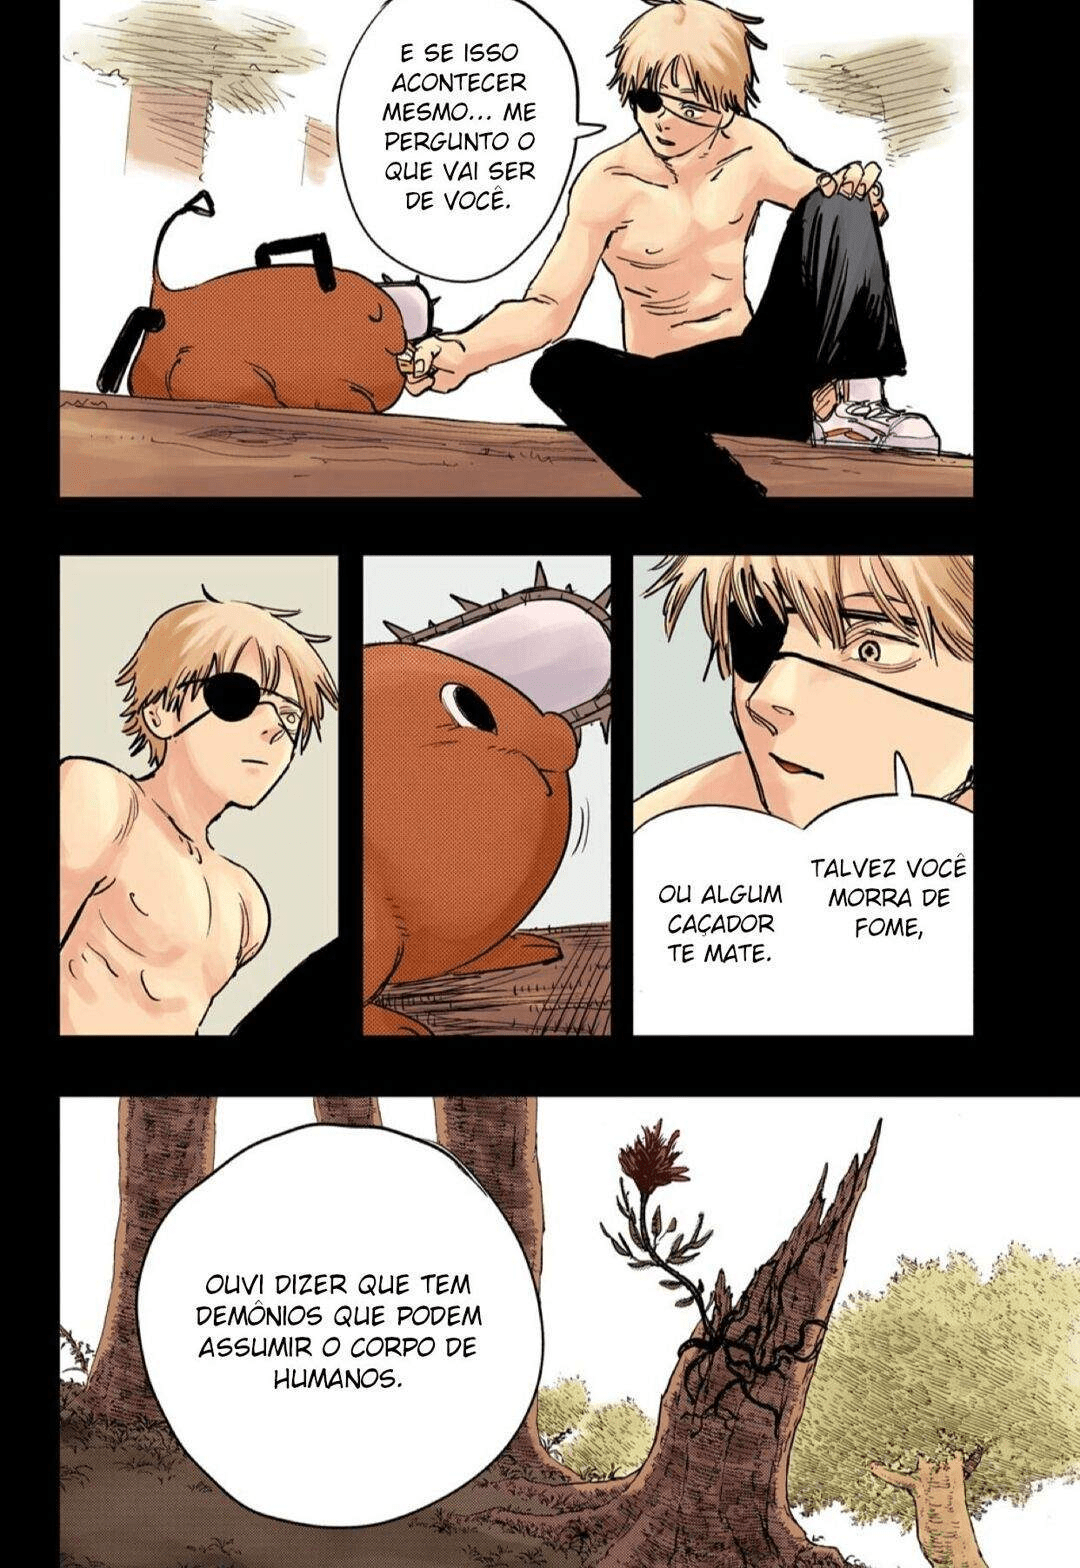 E SE ISSO
ACONTECER
MESMO... ME
PERGUNTO O
QUE VAI SER
DE VOCÊ.
TALVEZ VOCÊ
MORRA DE
FOME,
OU ALGUM
CAÇADOR
TE MATE.
OUVI DIZER QUE TEM
DEMÔNIOS QUE PODEM
ASSUMIR O CORPO DE
HUMANOS.